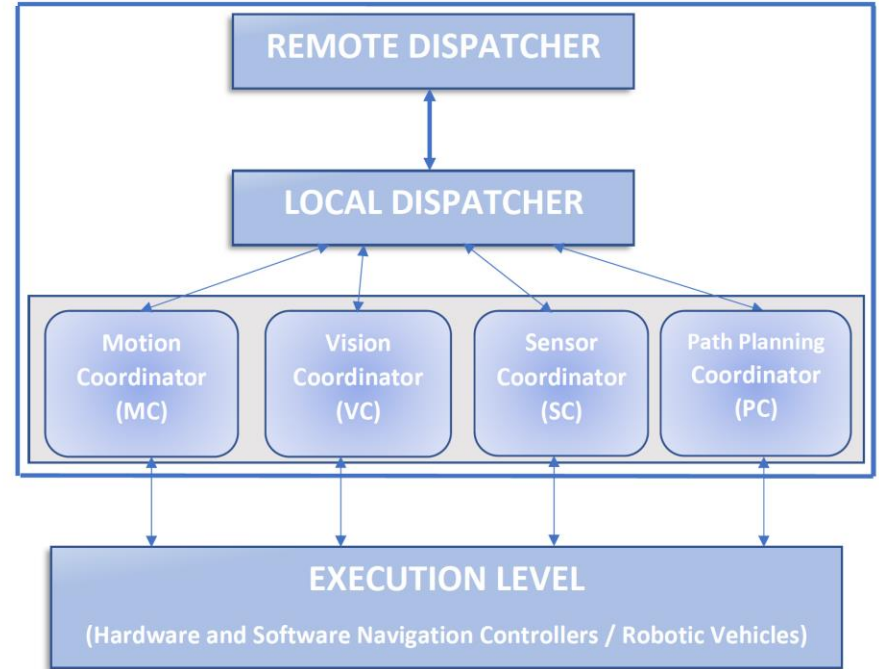 REMOTE DISPATCHER
LOCAL DISPATCHER
Motion
Coordinator
(MC)
Vision
Coordinator
(VC)
Sensor
Coordinator
(SC)
Path Planning
Coordinator
(PC)
EXECUTION LEVEL
(Hardware and Software Navigation Controllers / Robotic Vehicles)